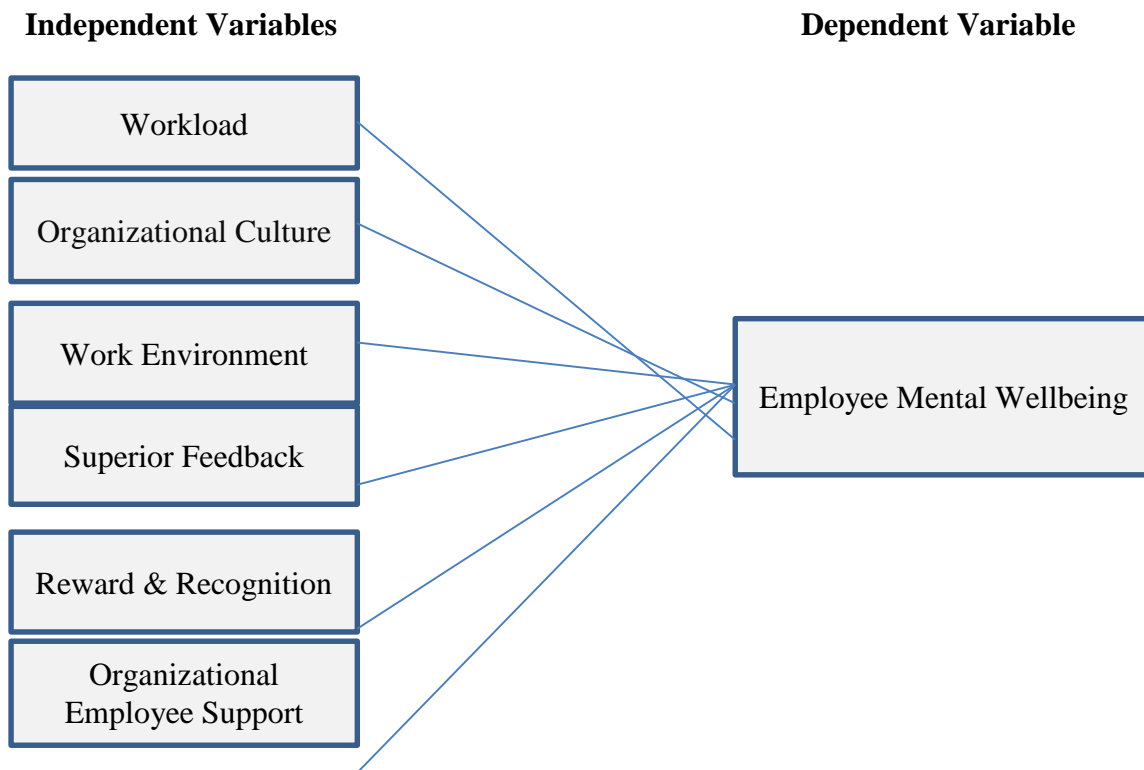 Independent Variables
Dependent Variable
Workload
Organizational Culture
Work Environment
Superior Feedback
Reward & Recognition
Organizational
Employee Support
Employee Mental Wellbeing